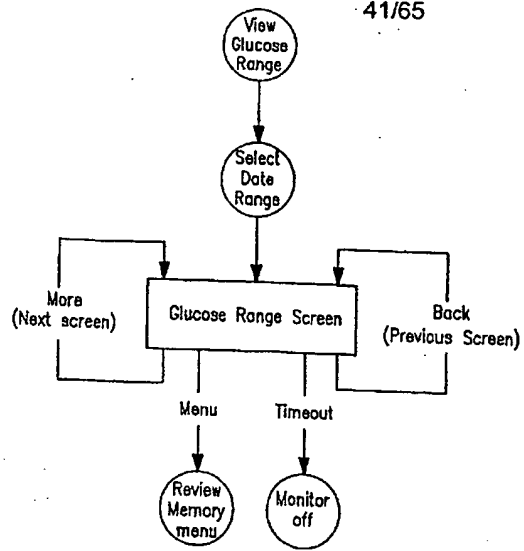 41/65
View
Glucose
Range
Select
Date
Range
More
(Next screen)
Glucose Range Screen
Back
(Previous Screen)
Menu
Timeout
Review
Memory
menu
Monitor
off